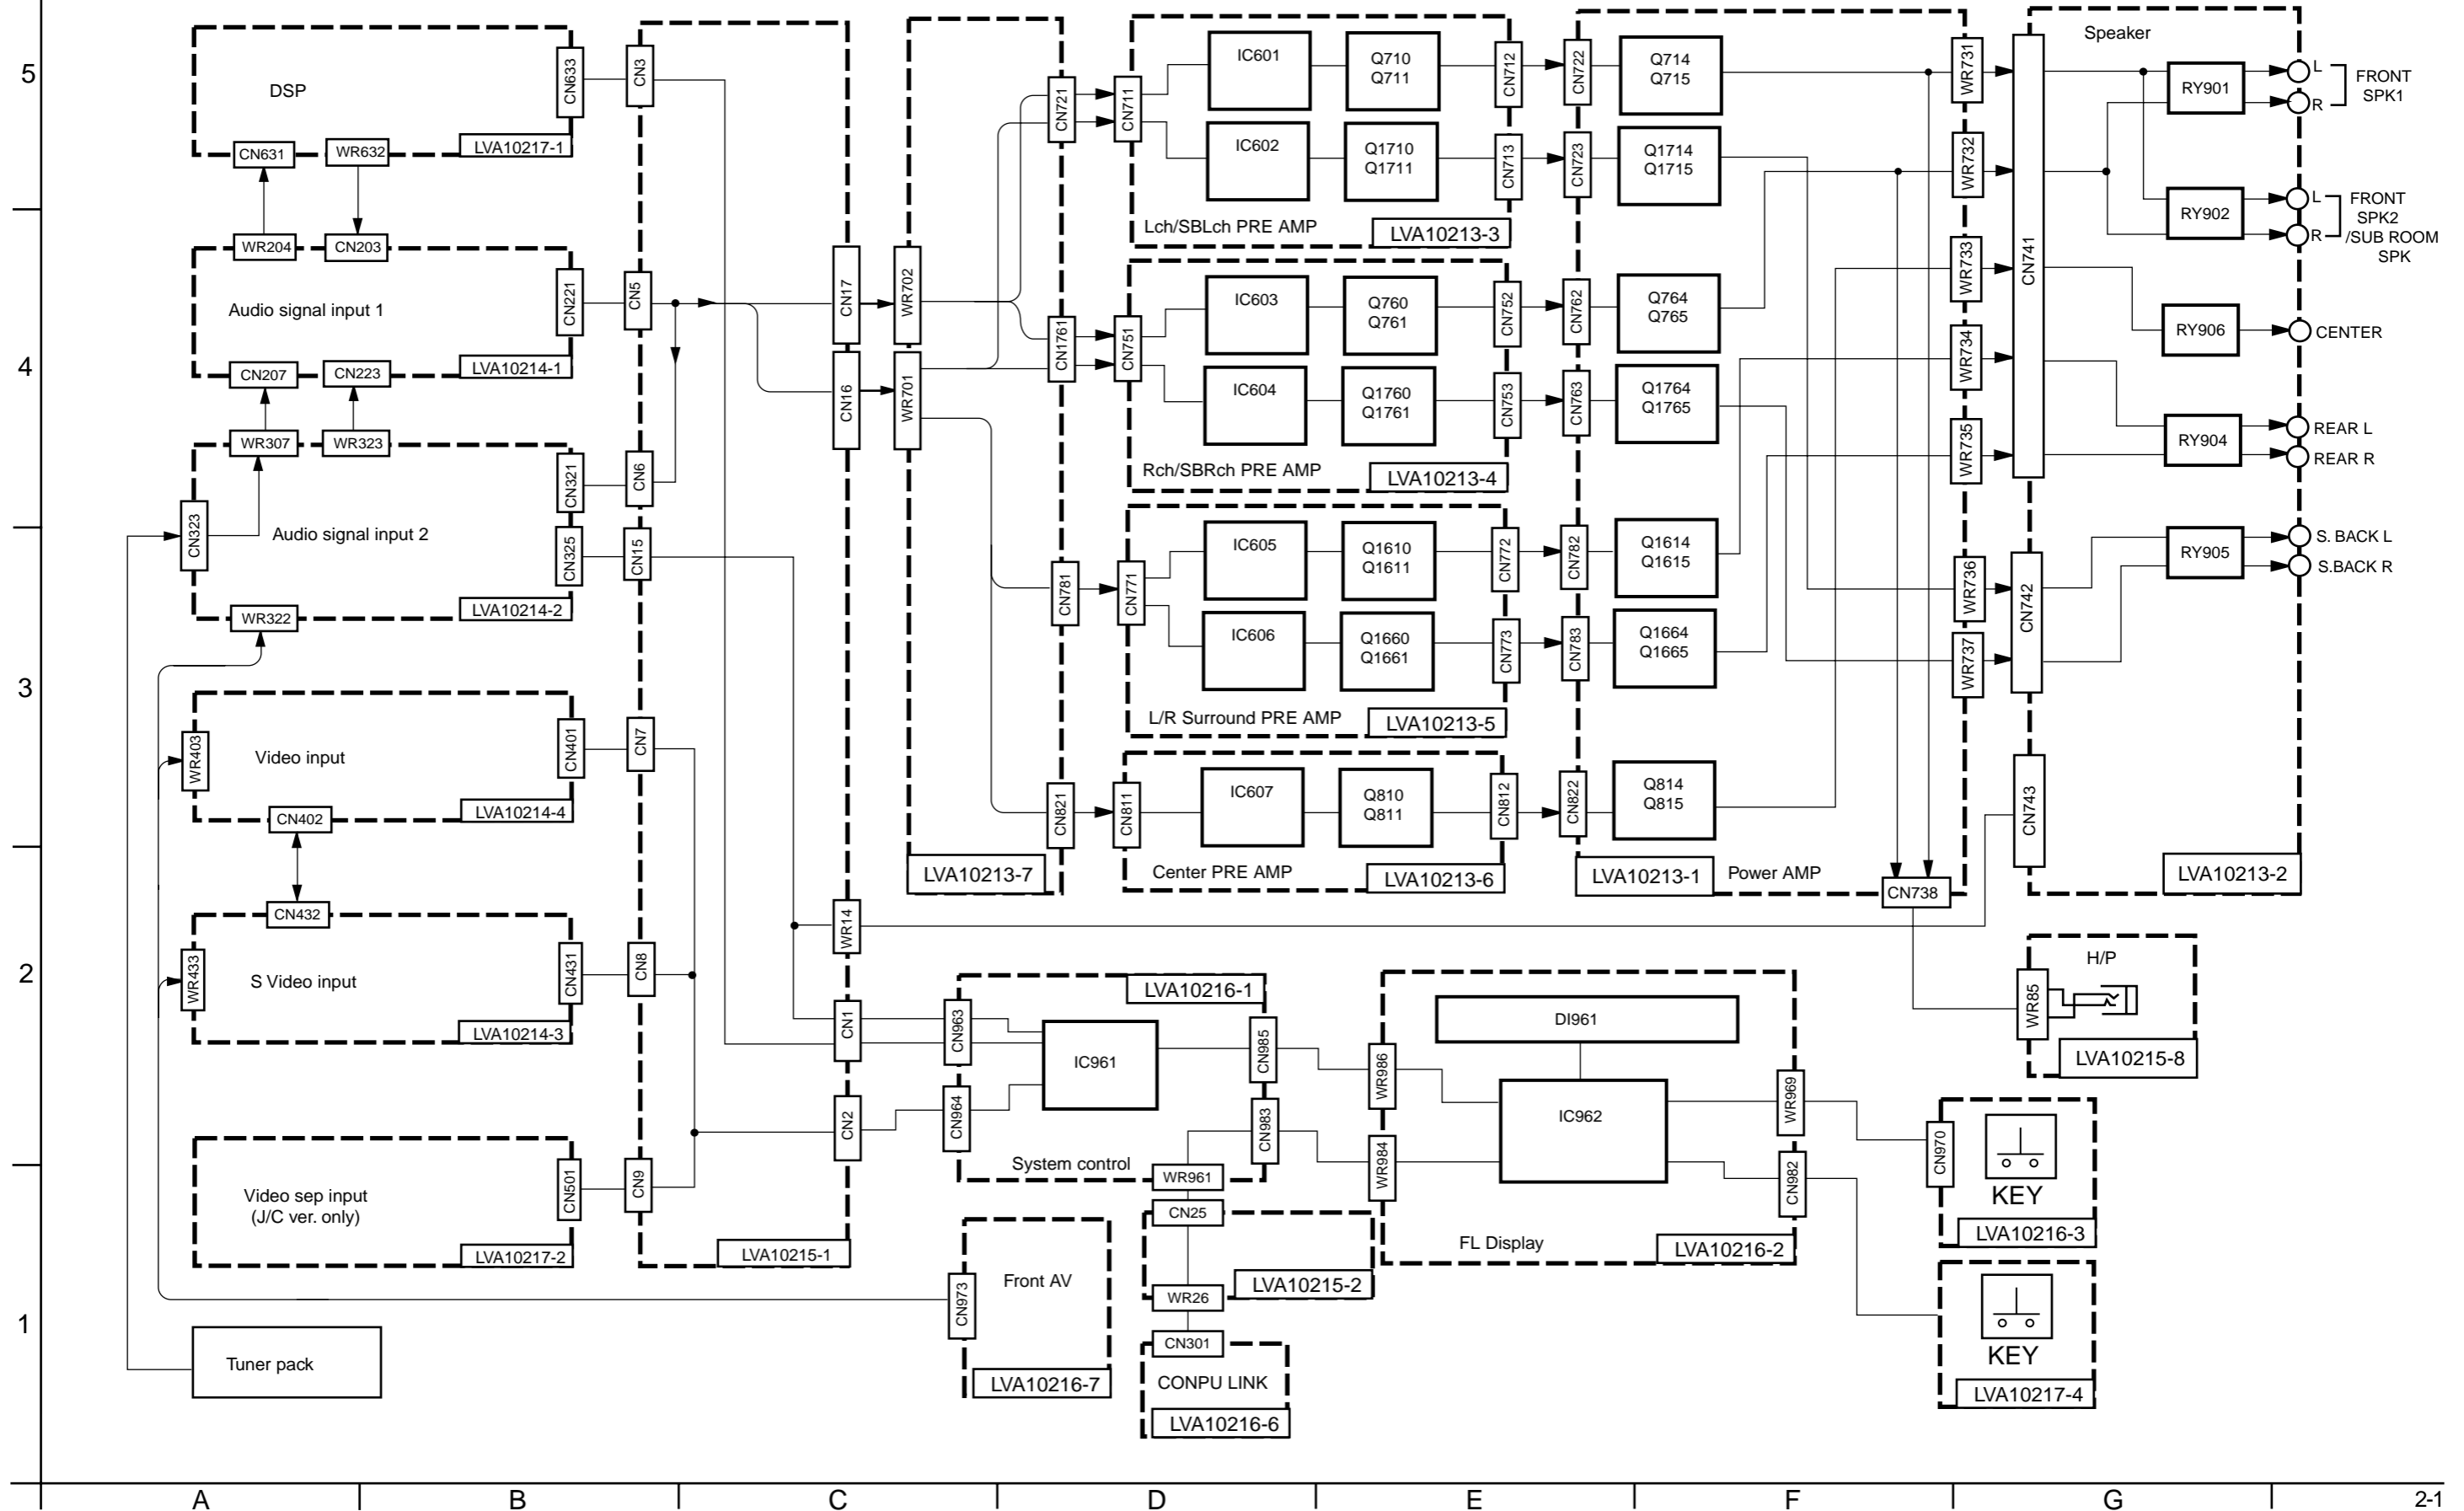 5
4
3
2
1
DSP
CN633
CN631
WR632
LVA10217-1
WR204
CN203
Audio signal input 1
CN221
CN207
CN223
LVA10214-1
WR307
WR323
CN321
CN323
Audio signal input 2
CN325
WR322
LVA10214-2
WR403
Video input
CN401
CN402
LVA10214-4
CN432
WR433
S Video input
CN431
LVA10214-3
Video sep input
(J/C ver. only)
CN501
LVA10217-2
Tuner pack
CN3
CN5
CN6
CN15
CN7
CN8
CN9
CN17
CN16
WR14
CN1
CN2
LVA10215-1
WR702
WR701
CN721
CN1761
CN781
CN821
LVA10213-7
CN711
IC601
Q710
Q711
CN712
IC602
Q1710
Q1711
CN713
Lch/SBLch PRE AMP
LVA10213-3
CN751
IC603
Q760
Q761
CN752
IC604
Q1760
Q1761
CN753
Rch/SBRch PRE AMP
LVA10213-4
CN771
IC605
Q1610
Q1611
CN772
IC606
Q1660
Q1661
CN773
L/R Surround PRE AMP
LVA10213-5
CN811
IC607
Q810
Q811
CN812
Center PRE AMP
LVA10213-6
CN722
Q714
Q715
CN723
Q1714
Q1715
CN762
Q764
Q765
CN763
Q1764
Q1765
CN782
Q1614
Q1615
CN783
Q1664
Q1665
CN822
Q814
Q815
LVA10213-1
Power AMP
CN738
WR731
WR732
WR733
WR734
WR735
WR736
WR737
Speaker
CN741
CN742
CN743
RY901
RY902
RY906
RY904
RY905
LVA10213-2
L
R
FRONT
SPK1
L
R
FRONT
SPK2
/SUB ROOM
SPK
CENTER
REAR L
REAR R
S. BACK L
S.BACK R
H/P
WR85
LVA10215-8
LVA10216-1
CN963
CN964
IC961
CN985
CN983
System control
WR961
CN25
WR26
LVA10215-2
CN301
CONPU LINK
LVA10216-6
CN973
Front AV
LVA10216-7
DI961
WR986
WR984
IC962
WR969
CN982
FL Display
LVA10216-2
CN970
KEY
LVA10216-3
KEY
LVA10217-4
A
B
C
D
E
F
G
2-1